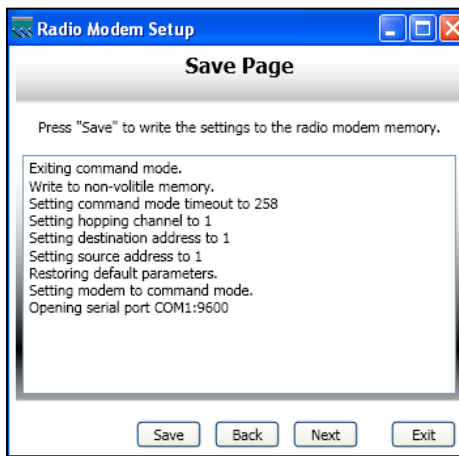 Radio Modem Setup
Save Page
Press "Save" to write the settings to the radio modem memory.
Exiting command mode.
Write to non-volitile memory.
Setting command mode timeout to 258
Setting hopping channel to 1
Setting destination address to 1
Setting source address to 1
Restoring default parameters.
Setting modem to command mode.
Opening serial port COM1:9600
Save Back Next Exit